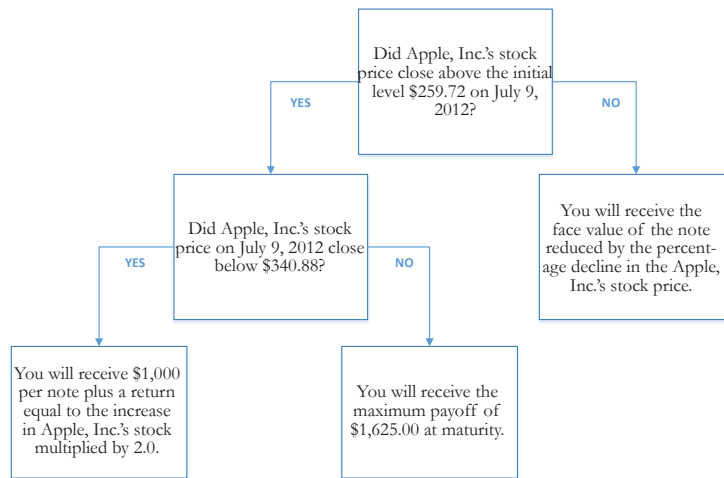 Did Apple, Inc.'s stock
price close above the initial
level $259.72 on July 9,
2012?
YES
NO
Did Apple, Inc.'s stock
price on July 9, 2012 close
below $340.88?
You will receive the
face value of the note
reduced by the percent-
age decline in the Apple,
Inc.'s stock price.
YES
NO
You will receive $1,000
per note plus a return
equal to the increase
in Apple, Inc.'s stock
multiplied by 2.0.
You will receive the
maximum payoff of
$1,625.00 at maturity.